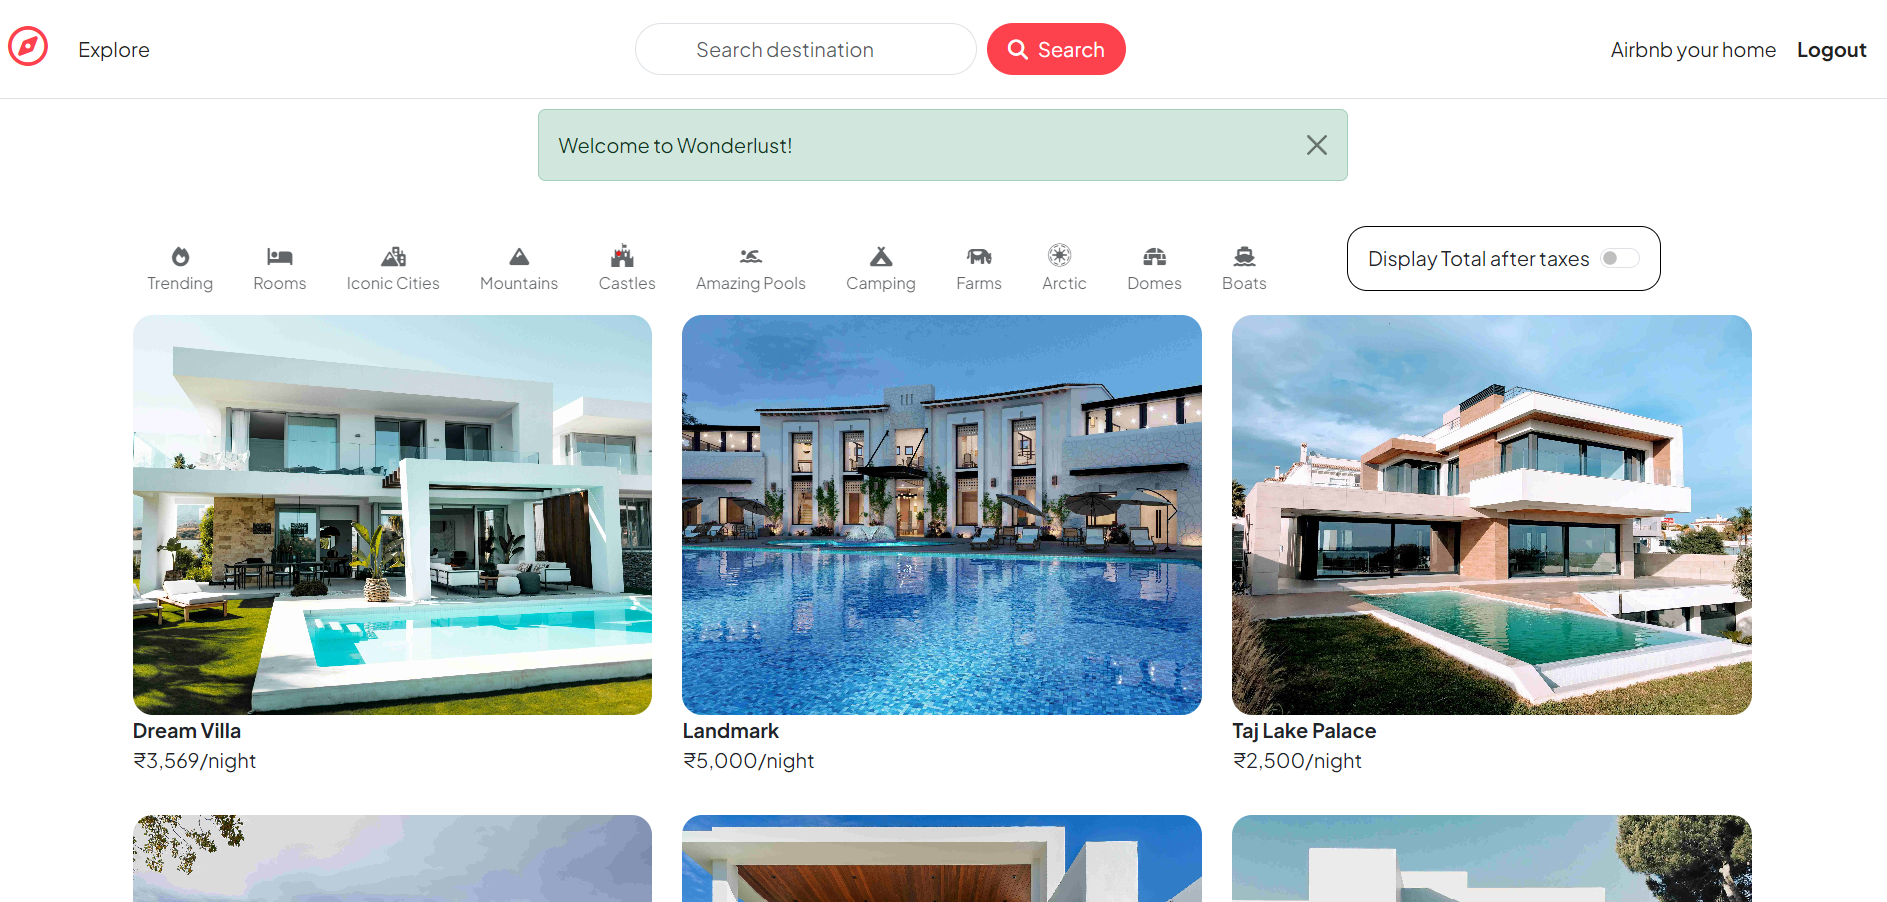 Explore
Search destination
Search
Airbnb your home
Logout
Welcome to Wonderlust!
Trending
Rooms
Iconic Cities
Mountains
Castles
Amazing Pools
Camping
Farms
Arctic
Domes
Boats
Display Total after taxes
Dream Villa
₹3,569/night
Landmark
₹5,000/night
Taj Lake Palace
₹2,500/night